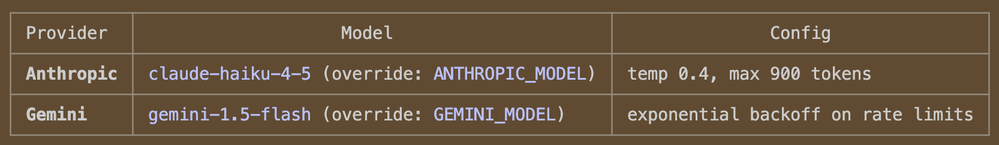 Provider Model Config
Anthropic claude-haiku-4-5 (override: ANTHROPIC_MODEL) temp 0.4, max 900 tokens
Gemini gemini-1.5-flash (override: GEMINI_MODEL) exponential backoff on rate limits